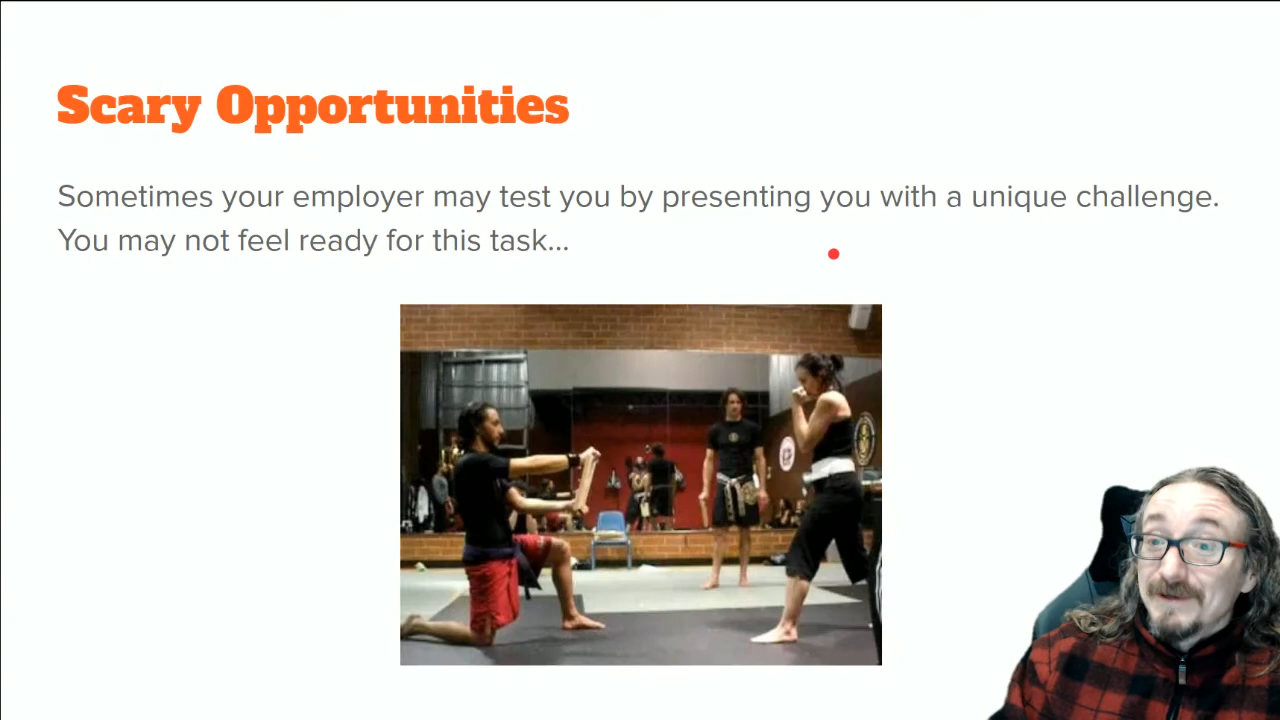 Scary Opportunities
Sometimes your employer may test you by presenting you with a unique challenge.
You may not feel ready for this task...